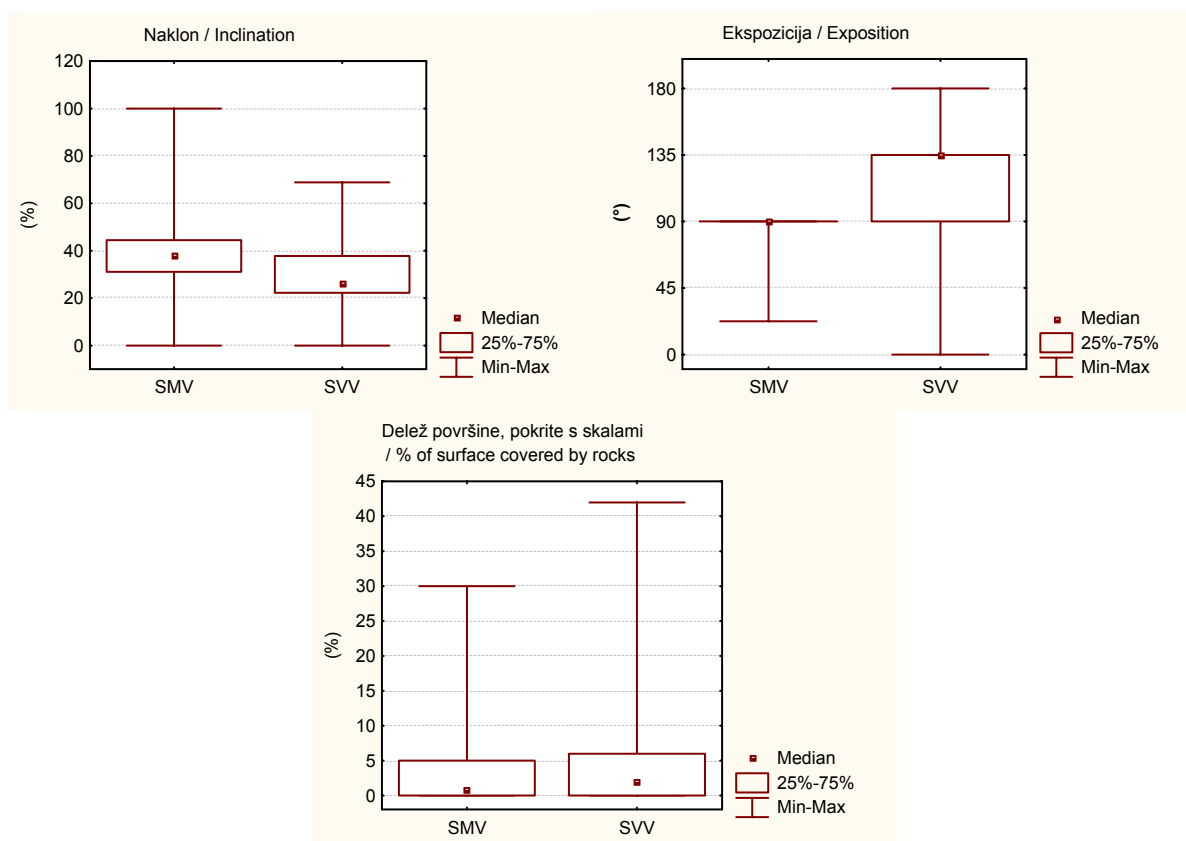 Naklon / Inclination
120
100
80
60
40
20
0
(%)
SMV SVV
Median
25%-75%
Min-Max
Ekspozicija / Exposition
180
135
90
45
0
(°)
SMV SVV
Median
25%-75%
Min-Max
Delež površine, pokrite s skalami
/ % of surface covered by rocks
45
40
35
30
25
20
15
10
5
0
(%)
SMV SVV
Median
25%-75%
Min-Max